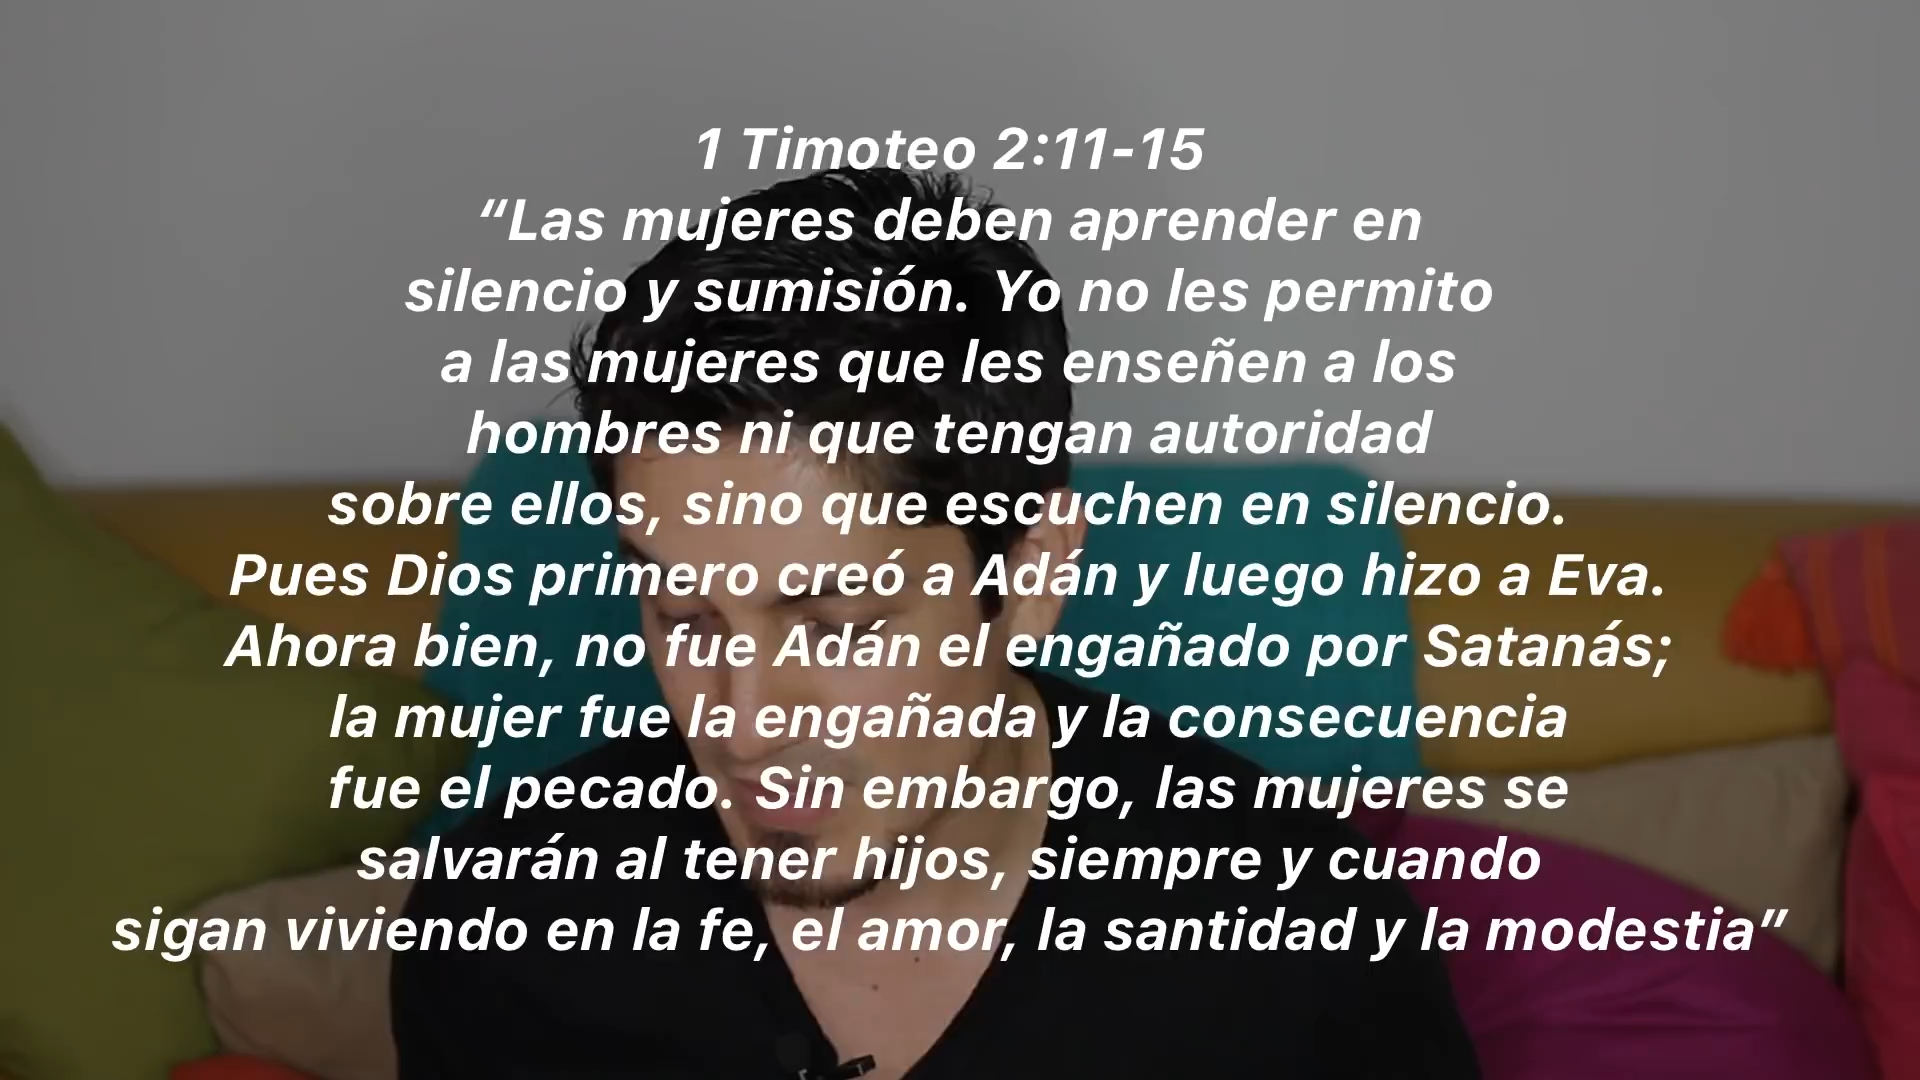 1 Timoteo 2:11-15
“Las mujeres deben aprender en
silencio y sumisión. Yo no les permito
a las mujeres que les enseñen a los
hombres ni que tengan autoridad
sobre ellos, sino que escuchen en silencio.
Pues Dios primero creó a Adán y luego hizo a Eva.
Ahora bien, no fue Adán el engañado por Satanás;
la mujer fue la engañada y la consecuencia
fue el pecado. Sin embargo, las mujeres se
salvarán al tener hijos, siempre y cuando
sigan viviendo en la fe, el amor, la santidad y la modestia”